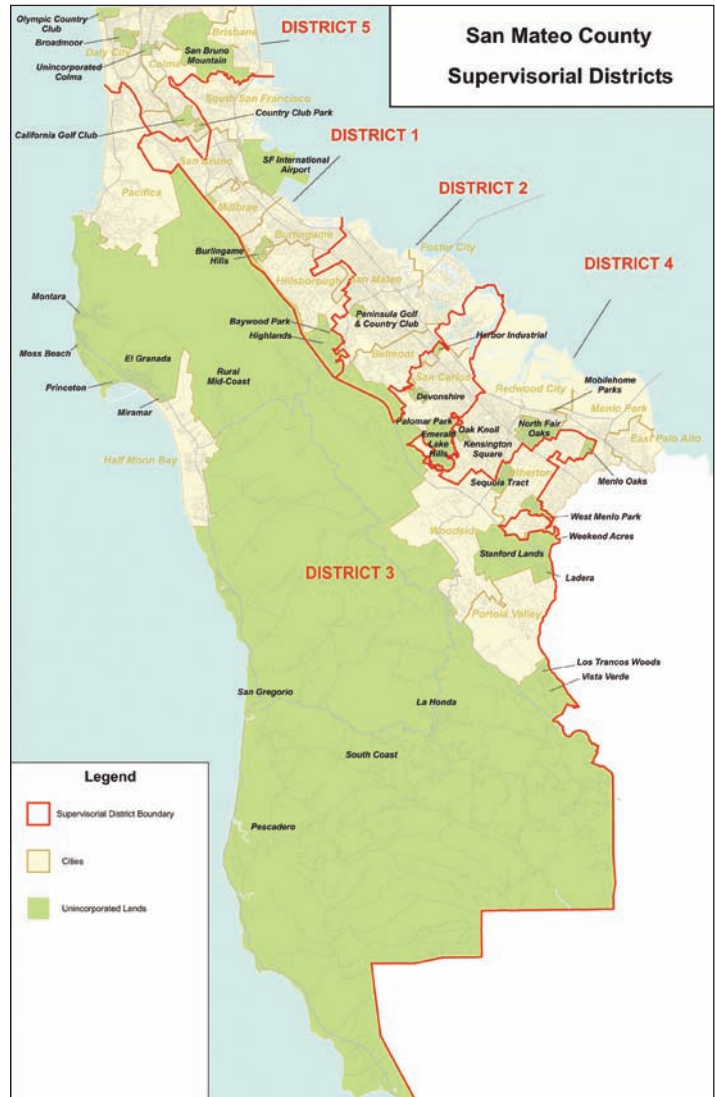 San Mateo County
Supervisorial Districts
Olympic Country
Club
Broadmoor
Daly City
Unincorporated
Colma
Colma
Brisbane
San Bruno
Mountain
DISTRICT 5
South San Francisco
California Golf Club
Country Club Park
San Bruno
SF International
Airport
DISTRICT 1
Pacifica
Millbrae
Burlingame
DISTRICT 2
Foster City
Burlingame
Hills
Hillsborough
San Mateo
DISTRICT 4
Montara
Baywood Park
Highlands
Peninsula Golf
& Country Club
Harbor Industrial
Moss Beach
El Granada
Belmont
Rural
Mid-Coast
San Carlos
Redwood City
Mobilehome
Parks
Princeton
Miramar
Devonshire
Menlo Park
Palomar Park
Oak Knoll
North Fair
Oaks
East Palo Alto
Emerald
Lake
Hills
Kensington
Square
Half Moon Bay
Sequoia Tract
Atherton
Menlo Oaks
West Menlo Park
Woodside
Weekend Acres
Stanford Lands
DISTRICT 3
Ladera
Portola Valley
Los Trancos Woods
Vista Verde
San Gregorio
La Honda
South Coast
Pescadero
Legend
Supervisorial District Boundary
Cities
Unincorporated Lands